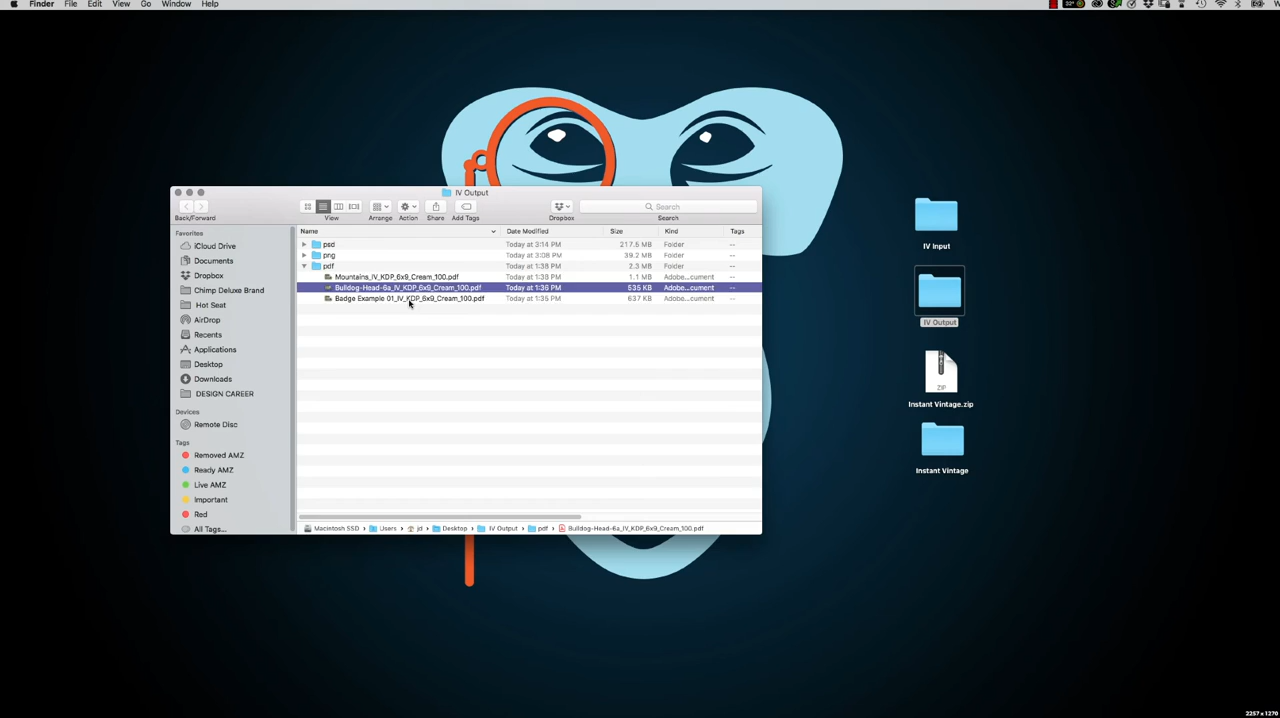 Finder File Edit View Go Window Help
IV Output
Back/Forward View Arrange Action Share Add Tags Dropbox Search
Search
Favorites
iCloud Drive
Documents
Dropbox
Chimp Deluxe Brand
Hot Seat
AirDrop
Recents
Applications
Desktop
Downloads
DESIGN CAREER
Devices
Remote Disc
Tags
Removed AMZ
Ready AMZ
Live AMZ
Important
Red
All Tags...
Name Date Modified Size Kind Tags
psd Today at 3:14 PM 217.5 MB Folder --
png Today at 3:08 PM 39.2 MB Folder --
pdf Today at 1:38 PM 2.3 MB Folder --
Mountains_IV_KDP_6x9_Cream_100.pdf Today at 1:38 PM 1.1 MB Adobe...cument --
Bulldog-Head-6a_IV_KDP_6x9_Cream_100.pdf Today at 1:36 PM 535 KB Adobe...cument --
Badge Example 01_IV_KDP_6x9_Cream_100.pdf Today at 1:35 PM 637 KB Adobe...cument --
Macintosh SSD › Users › jd › Desktop › IV Output › pdf › Bulldog-Head-6a_IV_KDP_6x9_Cream_100.pdf
IV Input
IV Output
ZIP
Instant Vintage.zip
Instant Vintage
2257 x 1270